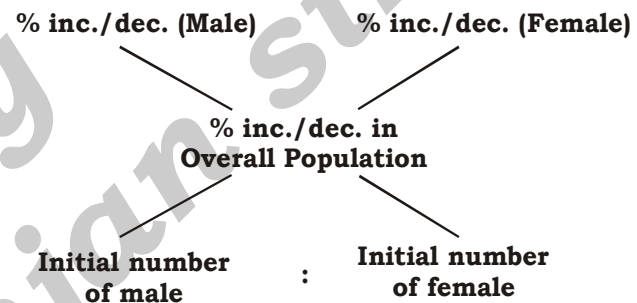 % inc./dec. (Male) % inc./dec. (Female)
% inc./dec. in
Overall Population
Initial number : Initial number
of male of female